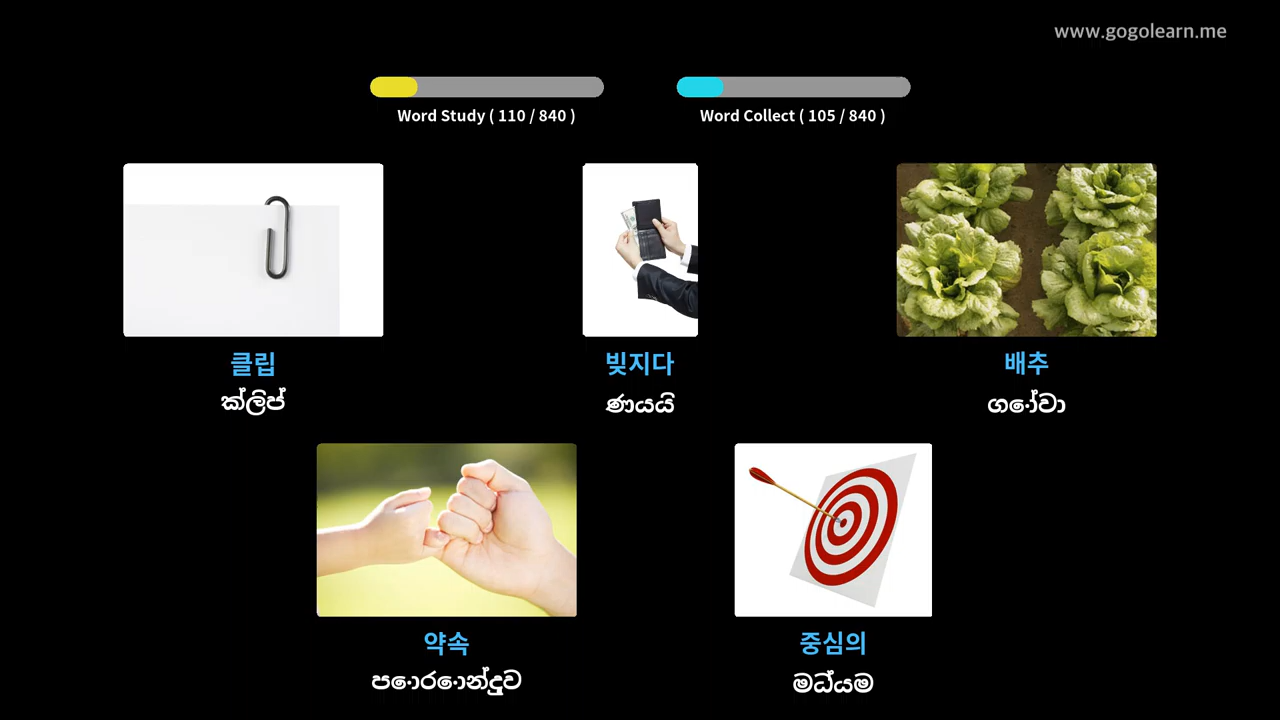 www.gogolearn.me
Word Study ( 110 / 840 )
Word Collect ( 105 / 840 )
클립
ක්ලිප්
빚지다
ණයයි
배추
ගෝවා
약속
පොරොන්දුව
중심의
මධ්යම